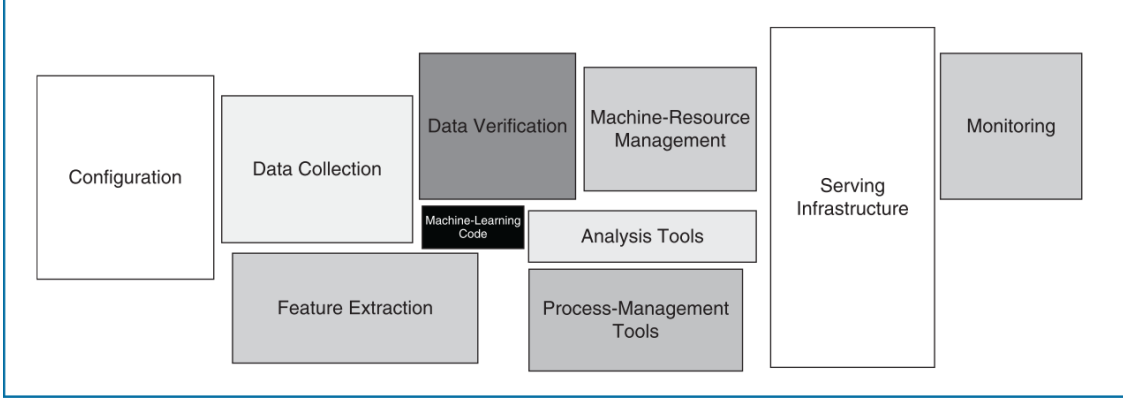 Configuration
Data Collection
Feature Extraction
Data Verification
Machine-Learning
Code
Machine-Resource
Management
Analysis Tools
Process-Management
Tools
Serving
Infrastructure
Monitoring